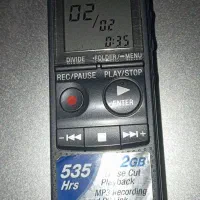 02/02
0:35
DIVIDE •FOLDER/–MENU
REC/PAUSE PLAY/STOP
ENTER
535 Hrs
2GB
Cut
Playback
MP3 Recording